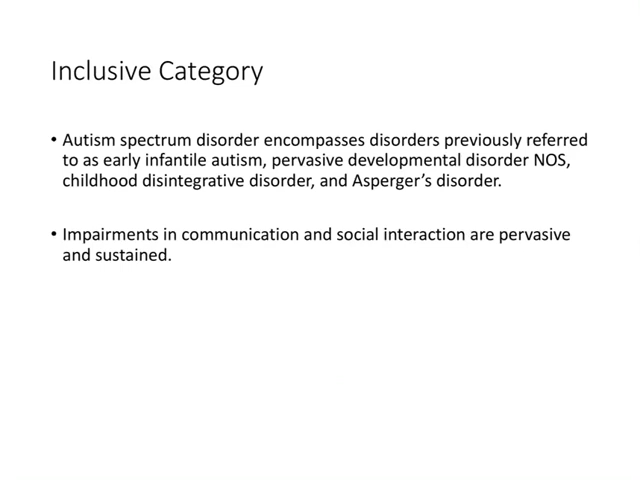 Inclusive Category
• Autism spectrum disorder encompasses disorders previously referred
to as early infantile autism, pervasive developmental disorder NOS,
childhood disintegrative disorder, and Asperger’s disorder.
• Impairments in communication and social interaction are pervasive
and sustained.